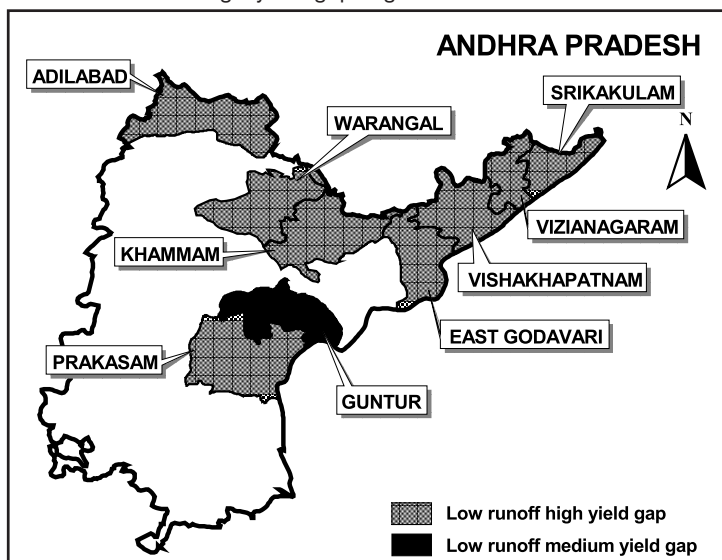 ANDHRA PRADESH
ADILABAD
SRIKAKULAM
WARANGAL
N
VIZIANAGARAM
KHAMMAM
VISHAKHAPATNAM
EAST GODAVARI
PRAKASAM
GUNTUR
Low runoff high yield gap
Low runoff medium yield gap